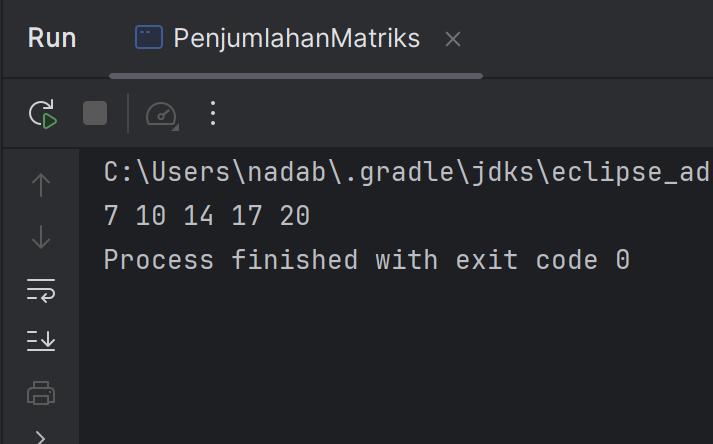 Run PenjumlahanMatriks
C:\Users\nadab\.gradle\jdks\eclipse_ad
7 10 14 17 20
Process finished with exit code 0